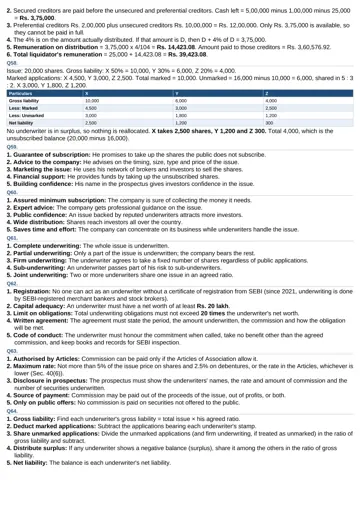 2. Secured creditors are paid before the unsecured and preferential creditors. Cash left = 5,00,000 minus 1,00,000 minus 25,000
= Rs. 3,75,000.
3. Preferential creditors Rs. 2,00,000 plus unsecured creditors Rs. 10,00,000 = Rs. 12,00,000. Only Rs. 3,75,000 is available, so
they cannot be paid in full.
4. The 4% is on the amount actually distributed. If that amount is D, then D + 4% of D = 3,75,000.
5. Remuneration on distribution = 3,75,000 x 4/104 = Rs. 14,423.08. Amount paid to those creditors = Rs. 3,60,576.92.
6. Total liquidator's remuneration = 25,000 + 14,423.08 = Rs. 39,423.08.
Q58.
Issue: 20,000 shares. Gross liability: X 50% = 10,000, Y 30% = 6,000, Z 20% = 4,000.
Marked applications: X 4,500, Y 3,000, Z 2,500. Total marked = 10,000. Unmarked = 16,000 minus 10,000 = 6,000, shared in 5 : 3
: 2: X 3,000, Y 1,800, Z 1,200.
Particulars X Y Z
Gross liability 10,000 6,000 4,000
Less: Marked 4,500 3,000 2,500
Less: Unmarked 3,000 1,800 1,200
Net liability 2,500 1,200 300
No underwriter is in surplus, so nothing is reallocated. X takes 2,500 shares, Y 1,200 and Z 300. Total 4,000, which is the
unsubscribed balance (20,000 minus 16,000).
Q59.
1. Guarantee of subscription: He promises to take up the shares the public does not subscribe.
2. Advice to the company: He advises on the timing, size, type and price of the issue.
3. Marketing the issue: He uses his network of brokers and investors to sell the shares.
4. Financial support: He provides funds by taking up the unsubscribed shares.
5. Building confidence: His name in the prospectus gives investors confidence in the issue.
Q60.
1. Assured minimum subscription: The company is sure of collecting the money it needs.
2. Expert advice: The company gets professional guidance on the issue.
3. Public confidence: An issue backed by reputed underwriters attracts more investors.
4. Wide distribution: Shares reach investors all over the country.
5. Saves time and effort: The company can concentrate on its business while underwriters handle the issue.
Q61.
1. Complete underwriting: The whole issue is underwritten.
2. Partial underwriting: Only a part of the issue is underwritten; the company bears the rest.
3. Firm underwriting: The underwriter agrees to take a fixed number of shares regardless of public applications.
4. Sub-underwriting: An underwriter passes part of his risk to sub-underwriters.
5. Joint underwriting: Two or more underwriters share one issue in an agreed ratio.
Q62.
1. Registration: No one can act as an underwriter without a certificate of registration from SEBI (since 2021, underwriting is done
by SEBI-registered merchant bankers and stock brokers).
2. Capital adequacy: An underwriter must have a net worth of at least Rs. 20 lakh.
3. Limit on obligations: Total underwriting obligations must not exceed 20 times the underwriter's net worth.
4. Written agreement: The agreement must state the period, the amount underwritten, the commission and how the obligation
will be met.
5. Code of conduct: The underwriter must honour the commitment when called, take no benefit other than the agreed
commission, and keep books and records for SEBI inspection.
Q63.
1. Authorised by Articles: Commission can be paid only if the Articles of Association allow it.
2. Maximum rate: Not more than 5% of the issue price on shares and 2.5% on debentures, or the rate in the Articles, whichever is
lower (Sec. 40(6)).
3. Disclosure in prospectus: The prospectus must show the underwriters' names, the rate and amount of commission and the
number of securities underwritten.
4. Source of payment: Commission may be paid out of the proceeds of the issue, out of profits, or both.
5. Only on public offers: No commission is paid on securities not offered to the public.
Q64.
1. Gross liability: Find each underwriter's gross liability = total issue × his agreed ratio.
2. Deduct marked applications: Subtract the applications bearing each underwriter's stamp.
3. Share unmarked applications: Divide the unmarked applications (and firm underwriting, if treated as unmarked) in the ratio of
gross liability and subtract.
4. Distribute surplus: If any underwriter shows a negative balance (surplus), share it among the others in the ratio of gross
liability.
5. Net liability: The balance is each underwriter's net liability.